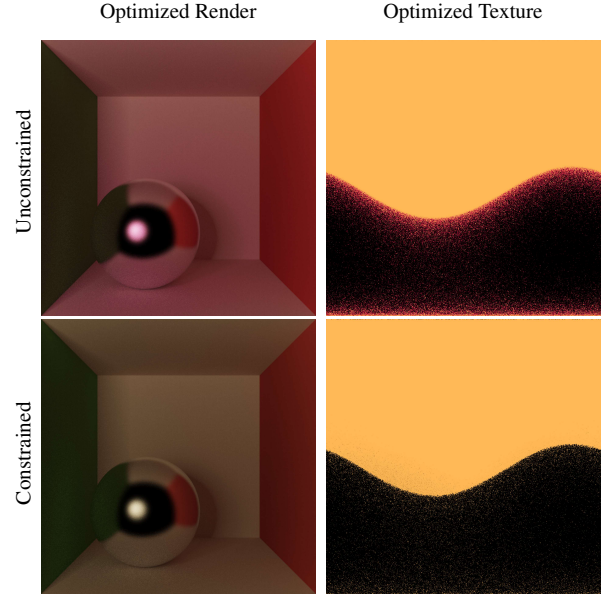 Optimized Render
Optimized Texture
Unconstrained
Constrained